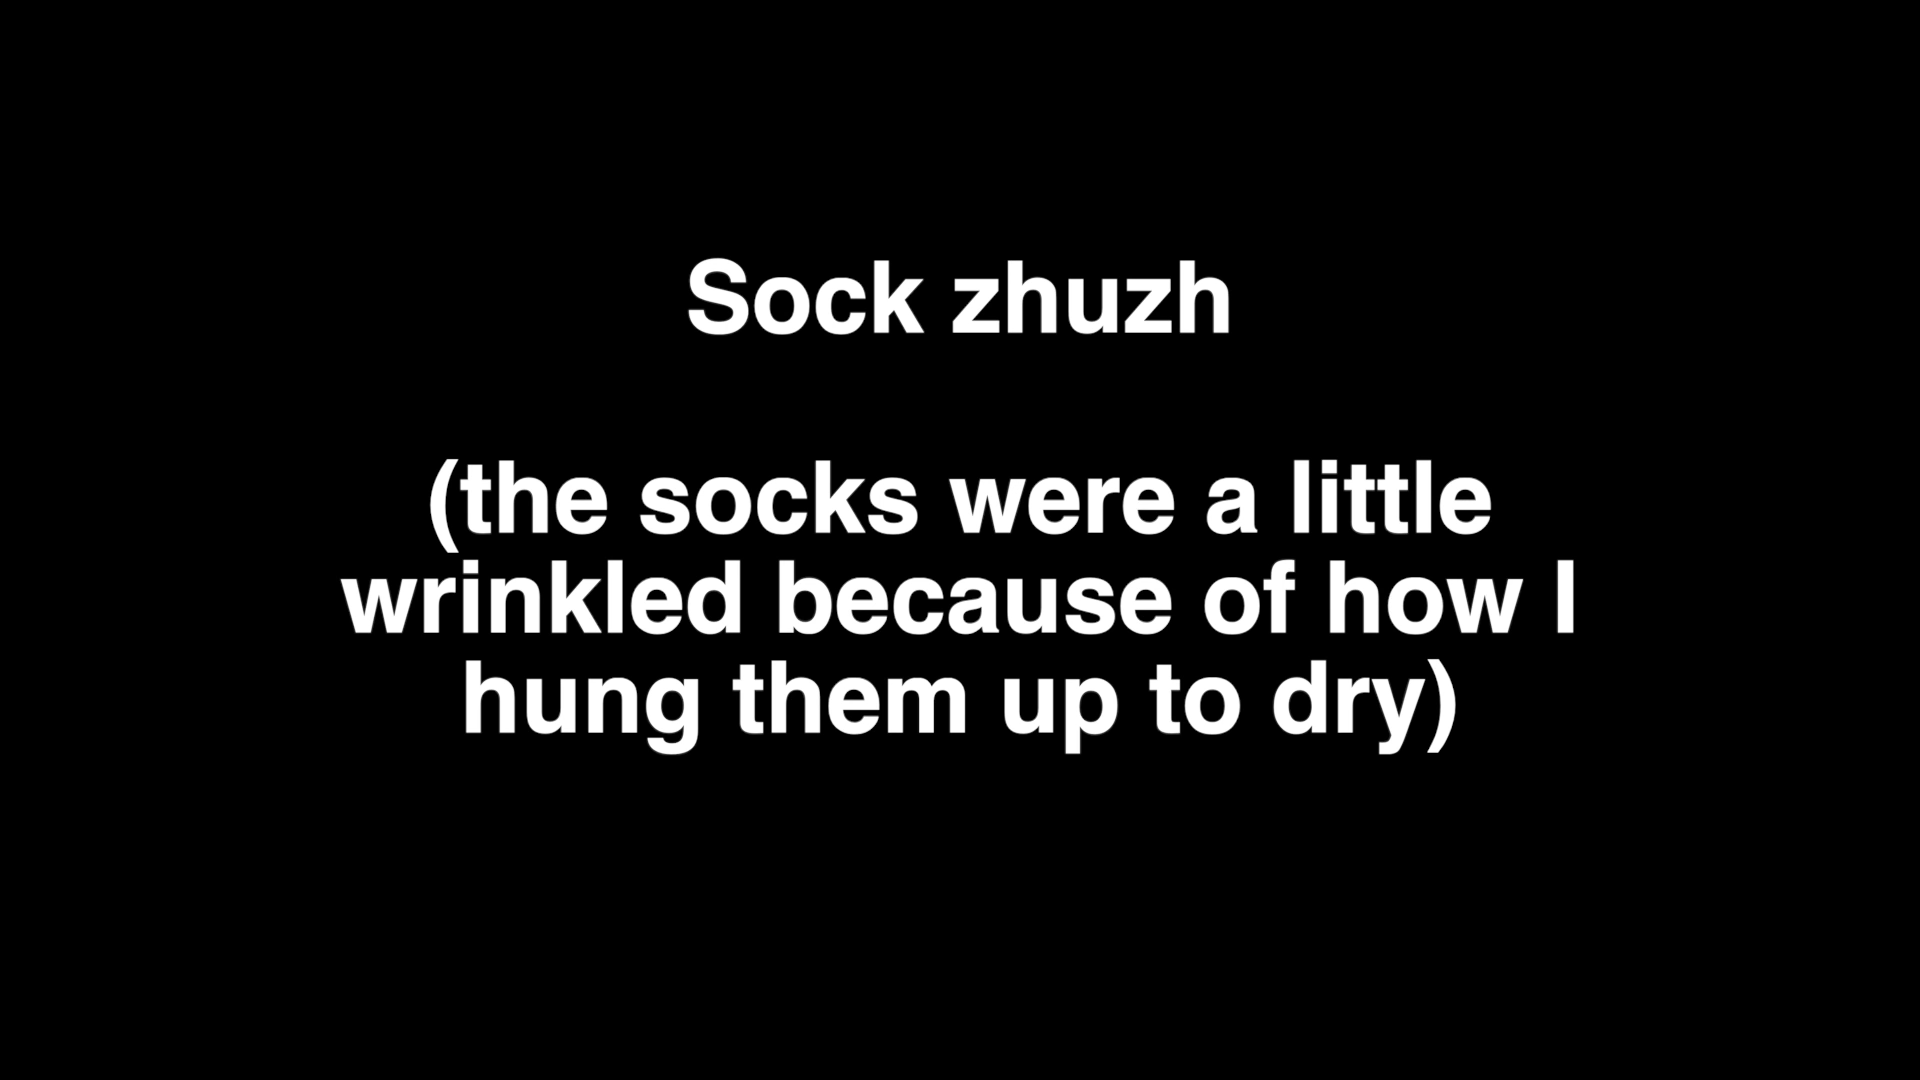 Sock zhuzh
(the socks were a little
wrinkled because of how I
hung them up to dry)